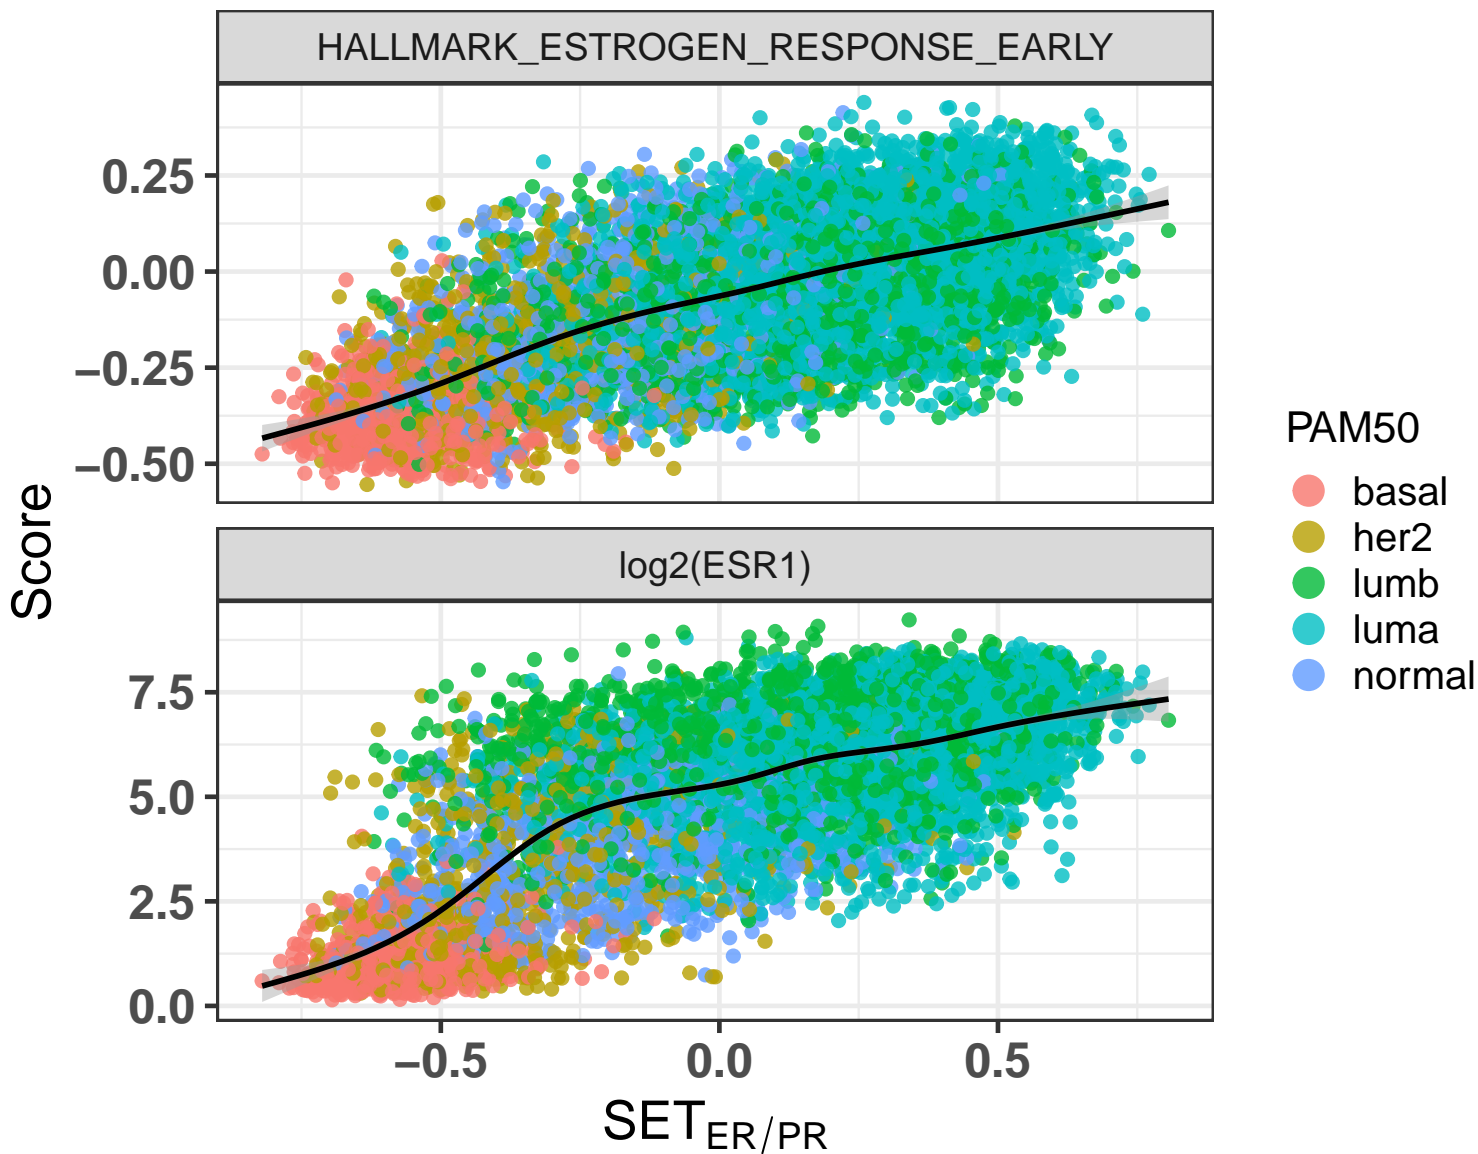 HALLMARK_ESTROGEN_RESPONSE_EARLY
0.25
0.00
−0.25
−0.50
Score
log2(ESR1)
7.5
5.0
2.5
0.0
−0.5 0.0 0.5
SETER/PR
PAM50
basal
her2
lumb
luma
normal